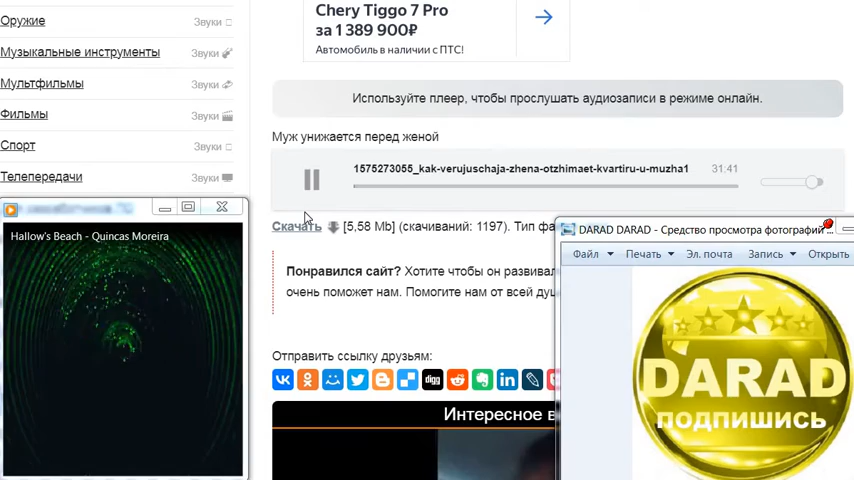 Оружие
Звуки
Музыкальные инструменты
Звуки
Мультфильмы
Звуки
Фильмы
Звуки
Спорт
Звуки
Телепередачи
Звуки
Chery Tiggo 7 Pro
за 1 389 900₽
Автомобиль в наличии с ПТС!
Используйте плеер, чтобы прослушать аудиозаписи в режиме онлайн.
Муж унижается перед женой
1575273055_kak-verujuschaja-zhena-otzhimaet-kvartiru-u-muzha1
31:41
Скачать [5,58 Mb] (скачиваний: 1197). Тип фа
Понравился сайт? Хотите чтобы он развивал
очень поможет нам. Помогите нам от всей душ
Отправить ссылку друзьям:
digg
in
Интересное в
Hallow's Beach - Quincas Moreira
DARAD DARAD - Средство просмотра фотографий ...
Файл Печать Эл. почта Запись Открыть
DARAD
подпишись